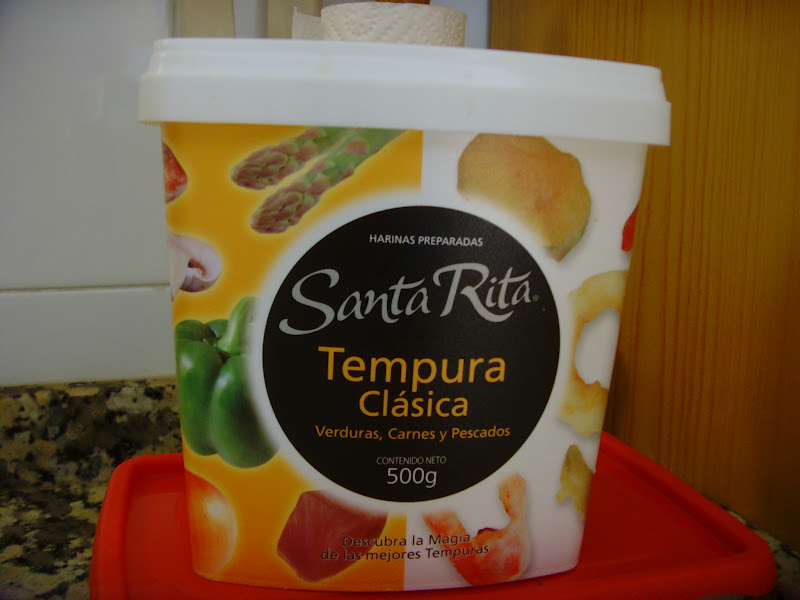 HARINAS PREPARADAS
Santa Rita®
Tempura
Clásica
Verduras, Carnes y Pescados
CONTENIDO NETO
500g
Descubra la Magia
de las mejores Tempuras